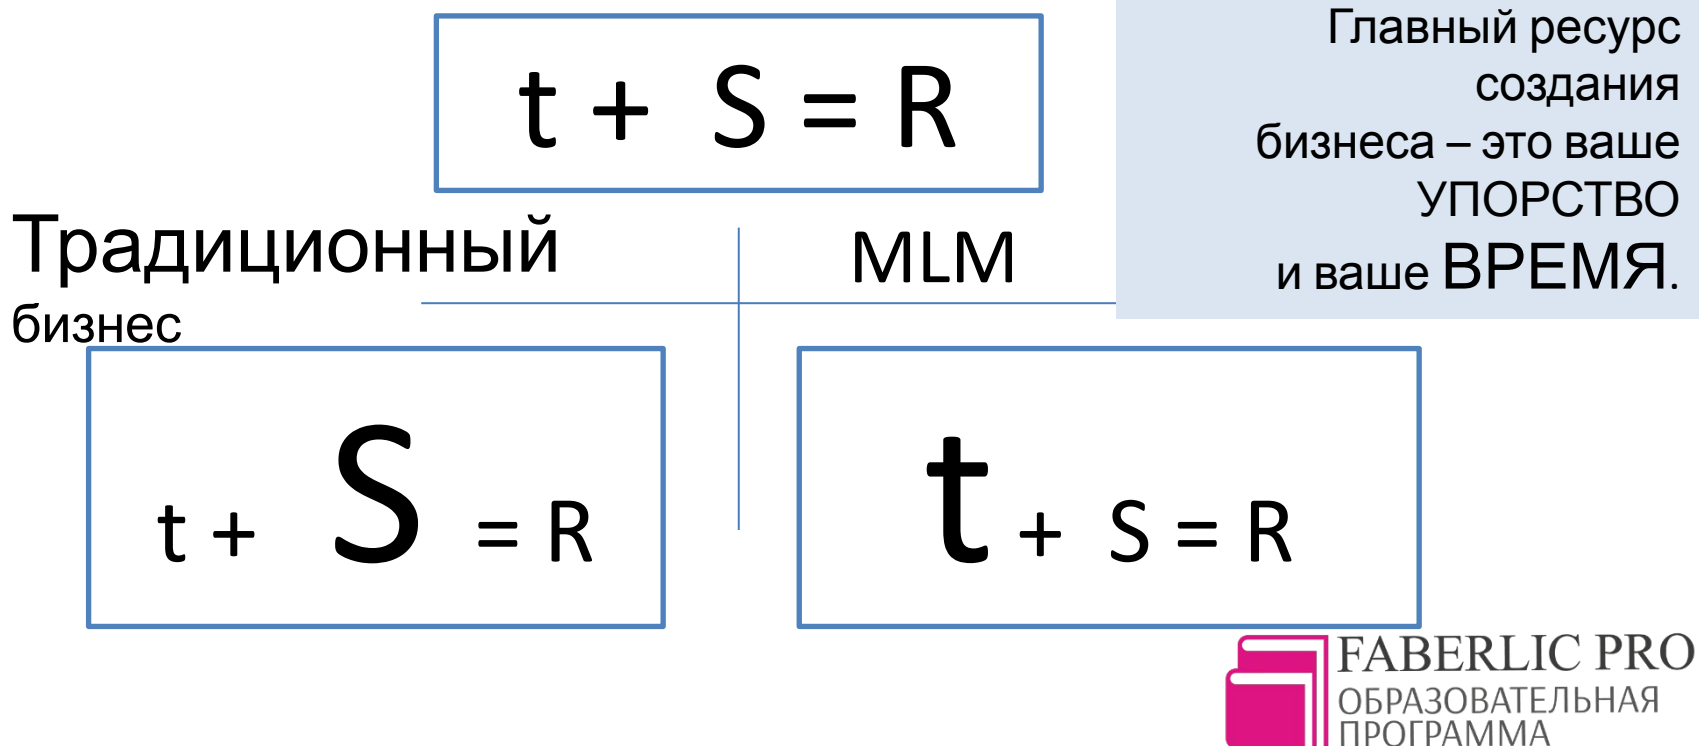 t + S = R
Главный ресурс
создания
бизнеса – это ваше
УПОРСТВО
и ваше ВРЕМЯ.
Традиционный
бизнес
MLM
t + S = R
t + S = R
FABERLIC PRO
ОБРАЗОВАТЕЛЬНАЯ
ПРОГРАММА